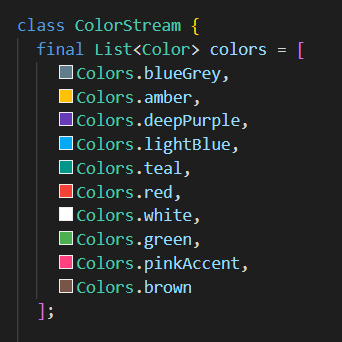 class ColorStream {
final List<Color> colors = [
Colors.blueGrey,
Colors.amber,
Colors.deepPurple,
Colors.lightBlue,
Colors.teal,
Colors.red,
Colors.white,
Colors.green,
Colors.pinkAccent,
Colors.brown
];